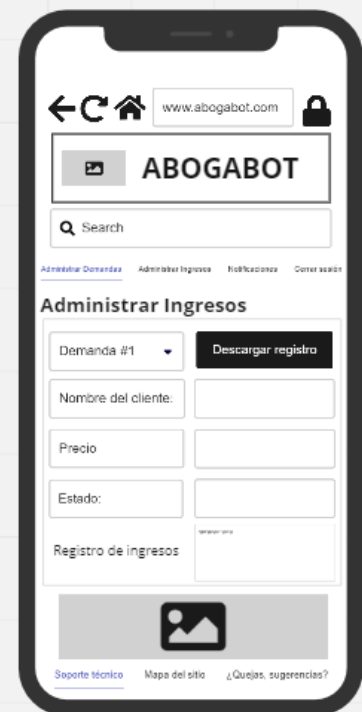 www.abogabot.com
ABOGABOT
Search
Administrar Demandas Administrar Ingresos Notificaciones Cerrar sesión
Administrar Ingresos
Demanda #1 Descargar registro
Nombre del cliente:
Precio
Estado:
Registro de ingresos
Soporte técnico Mapa del sitio ¿Quejas, sugerencias?